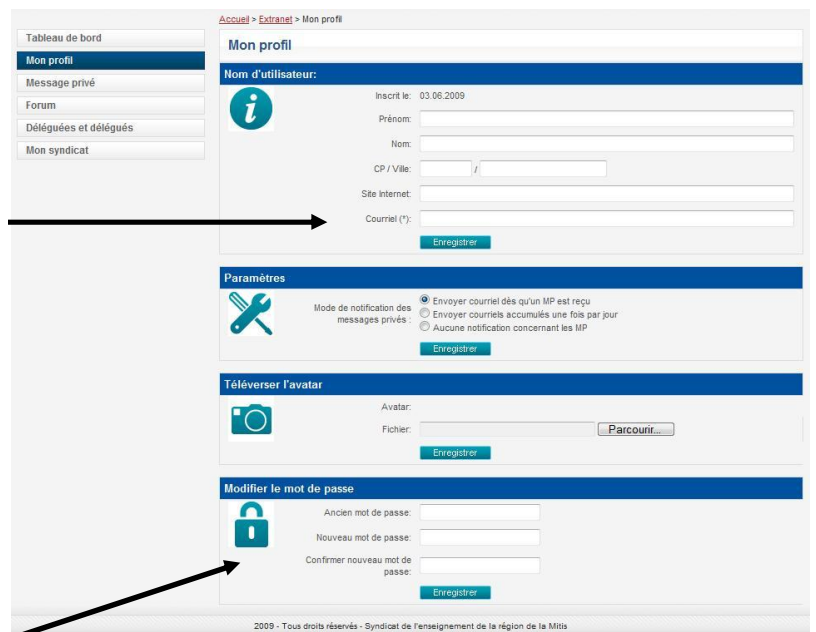 Accueil > Extranet > Mon profil
Tableau de bord
Mon profil
Message privé
Forum
Déléguées et délégués
Mon syndicat
Mon profil
Nom d'utilisateur:
Inscrit le: 03.06.2009
Prénom:
Nom:
CP / Ville: /
Site Internet:
Courriel (*):
Enregistrer
Paramètres
Mode de notification des
messages privés :
Envoyer courriel dès qu'un MP est reçu
Envoyer courriels accumulés une fois par jour
Aucune notification concernant les MP
Enregistrer
Téléverser l'avatar
Avatar:
Fichier: Parcourir...
Enregistrer
Modifier le mot de passe
Ancien mot de passe:
Nouveau mot de passe:
Confirmer nouveau mot de
passe:
Enregistrer
2009 - Tous droits réservés - Syndicat de l'enseignement de la région de la Mitis